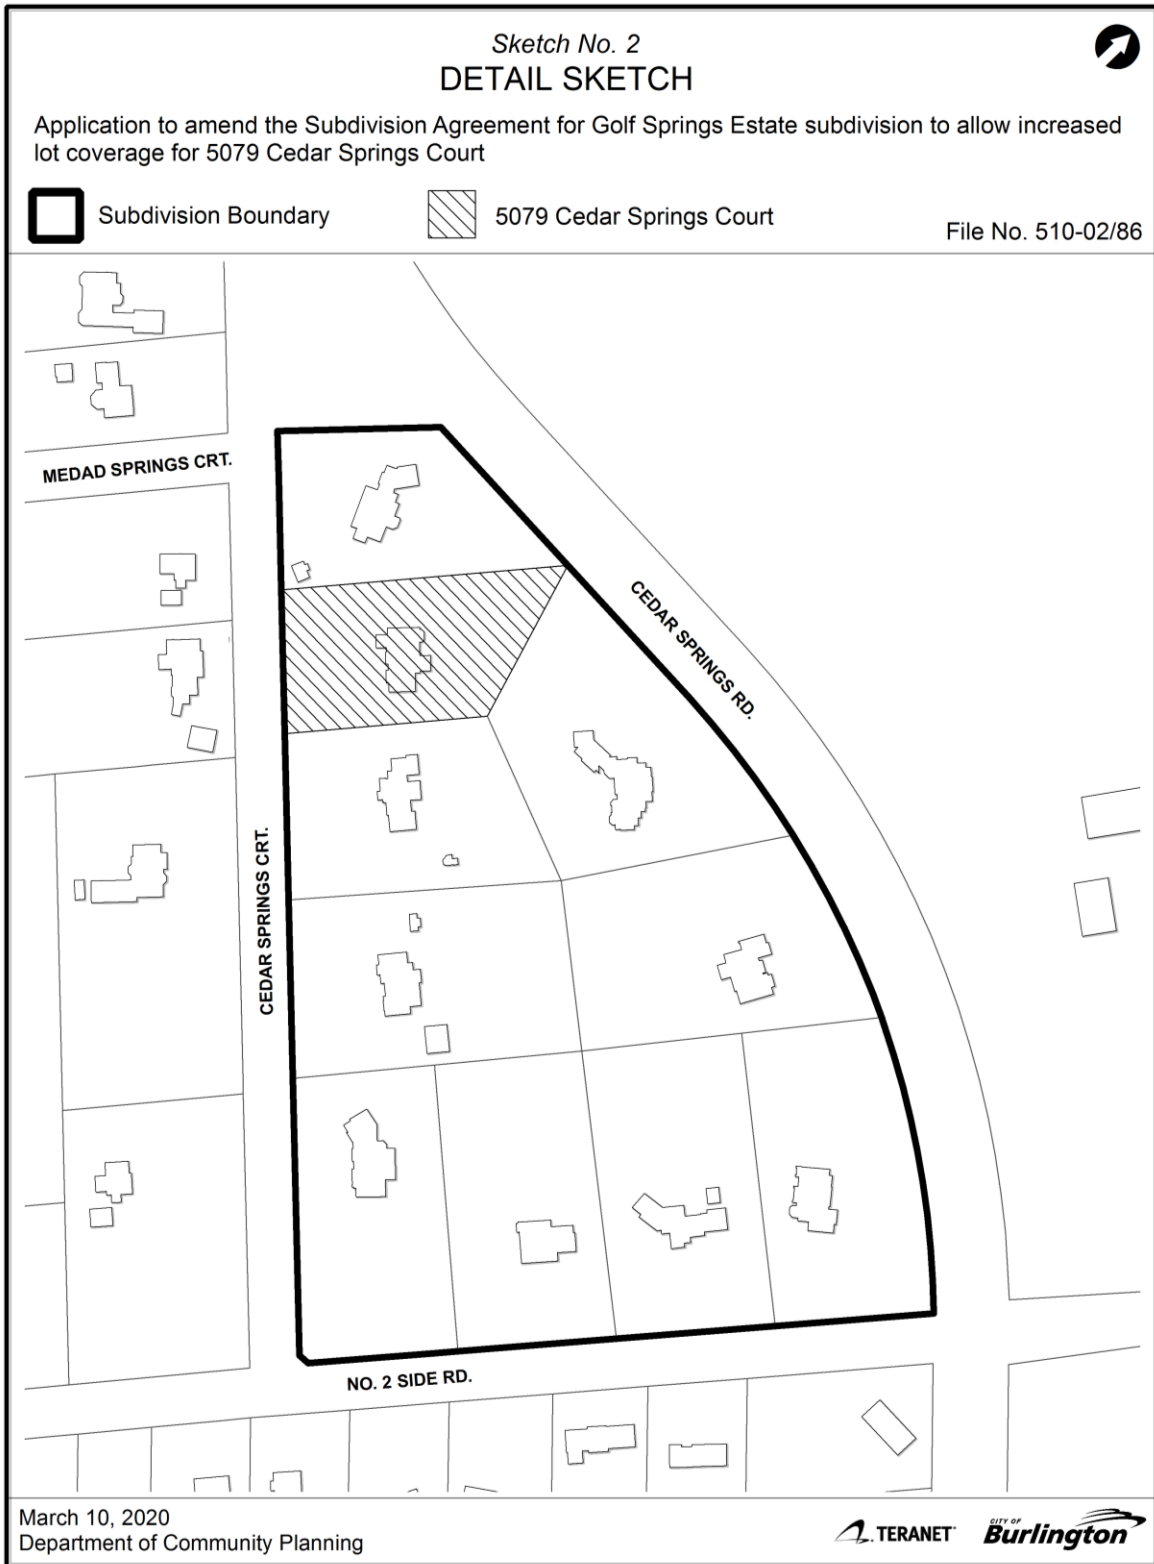 Sketch No. 2
DETAIL SKETCH
Application to amend the Subdivision Agreement for Golf Springs Estate subdivision to allow increased
lot coverage for 5079 Cedar Springs Court
Subdivision Boundary
5079 Cedar Springs Court
File No. 510-02/86
MEDAD SPRINGS CRT.
CEDAR SPRINGS RD.
CEDAR SPRINGS CRT.
NO. 2 SIDE RD.
March 10, 2020
Department of Community Planning
TERANET
CITY OF
Burlington